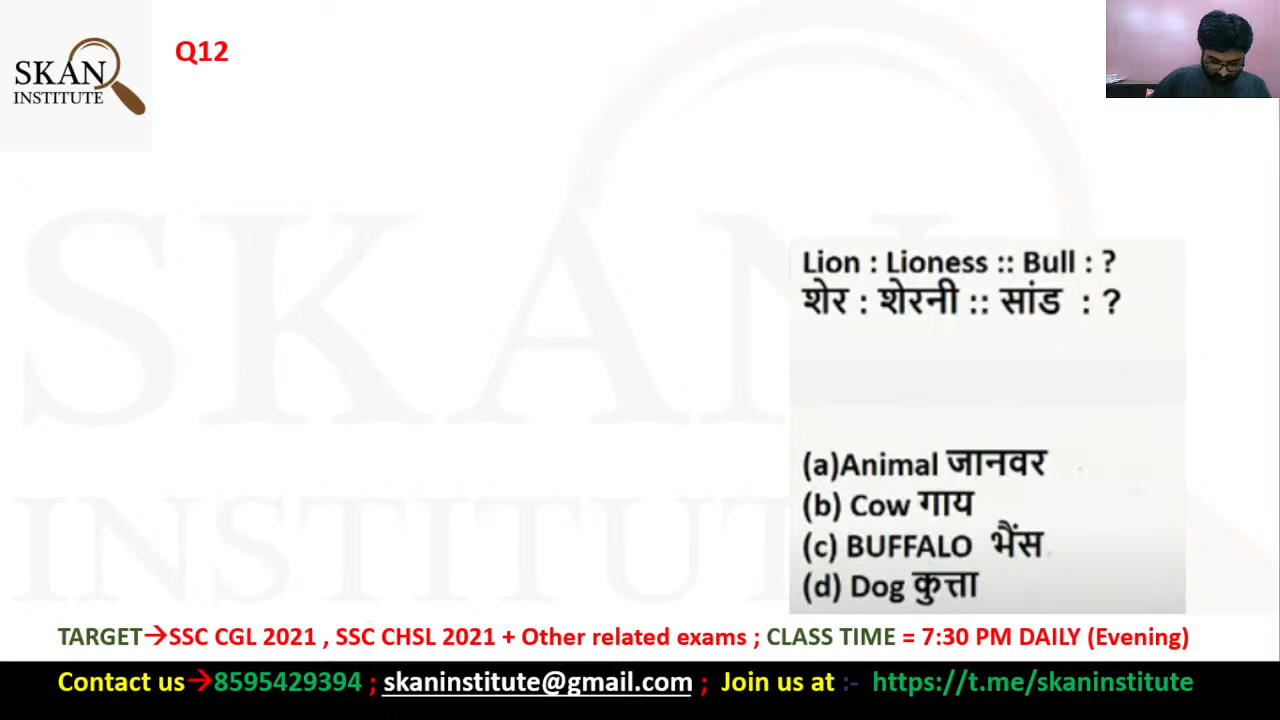 SKAN
INSTITUTE
Q12
SKAN
INSTITUTE
Lion : Lioness :: Bull : ?
शेर : शेरनी :: सांड : ?
(a)Animal जानवर
(b) Cow गाय
(c) BUFFALO भैंस
(d) Dog कुत्ता
TARGET→SSC CGL 2021 , SSC CHSL 2021 + Other related exams ; CLASS TIME = 7:30 PM DAILY (Evening)
Contact us→8595429394 ; skaninstitute@gmail.com ; Join us at :- https://t.me/skaninstitute